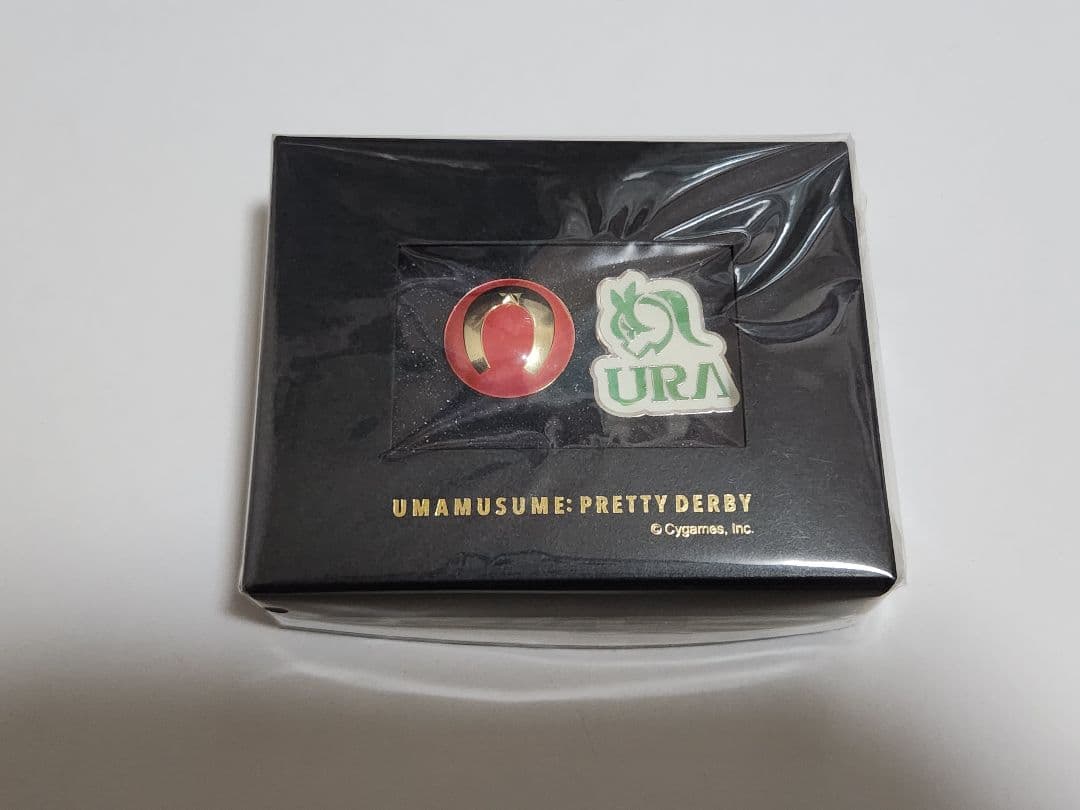 URA
UMAMUSUME: PRETTY DERBY
© Cygames, Inc.